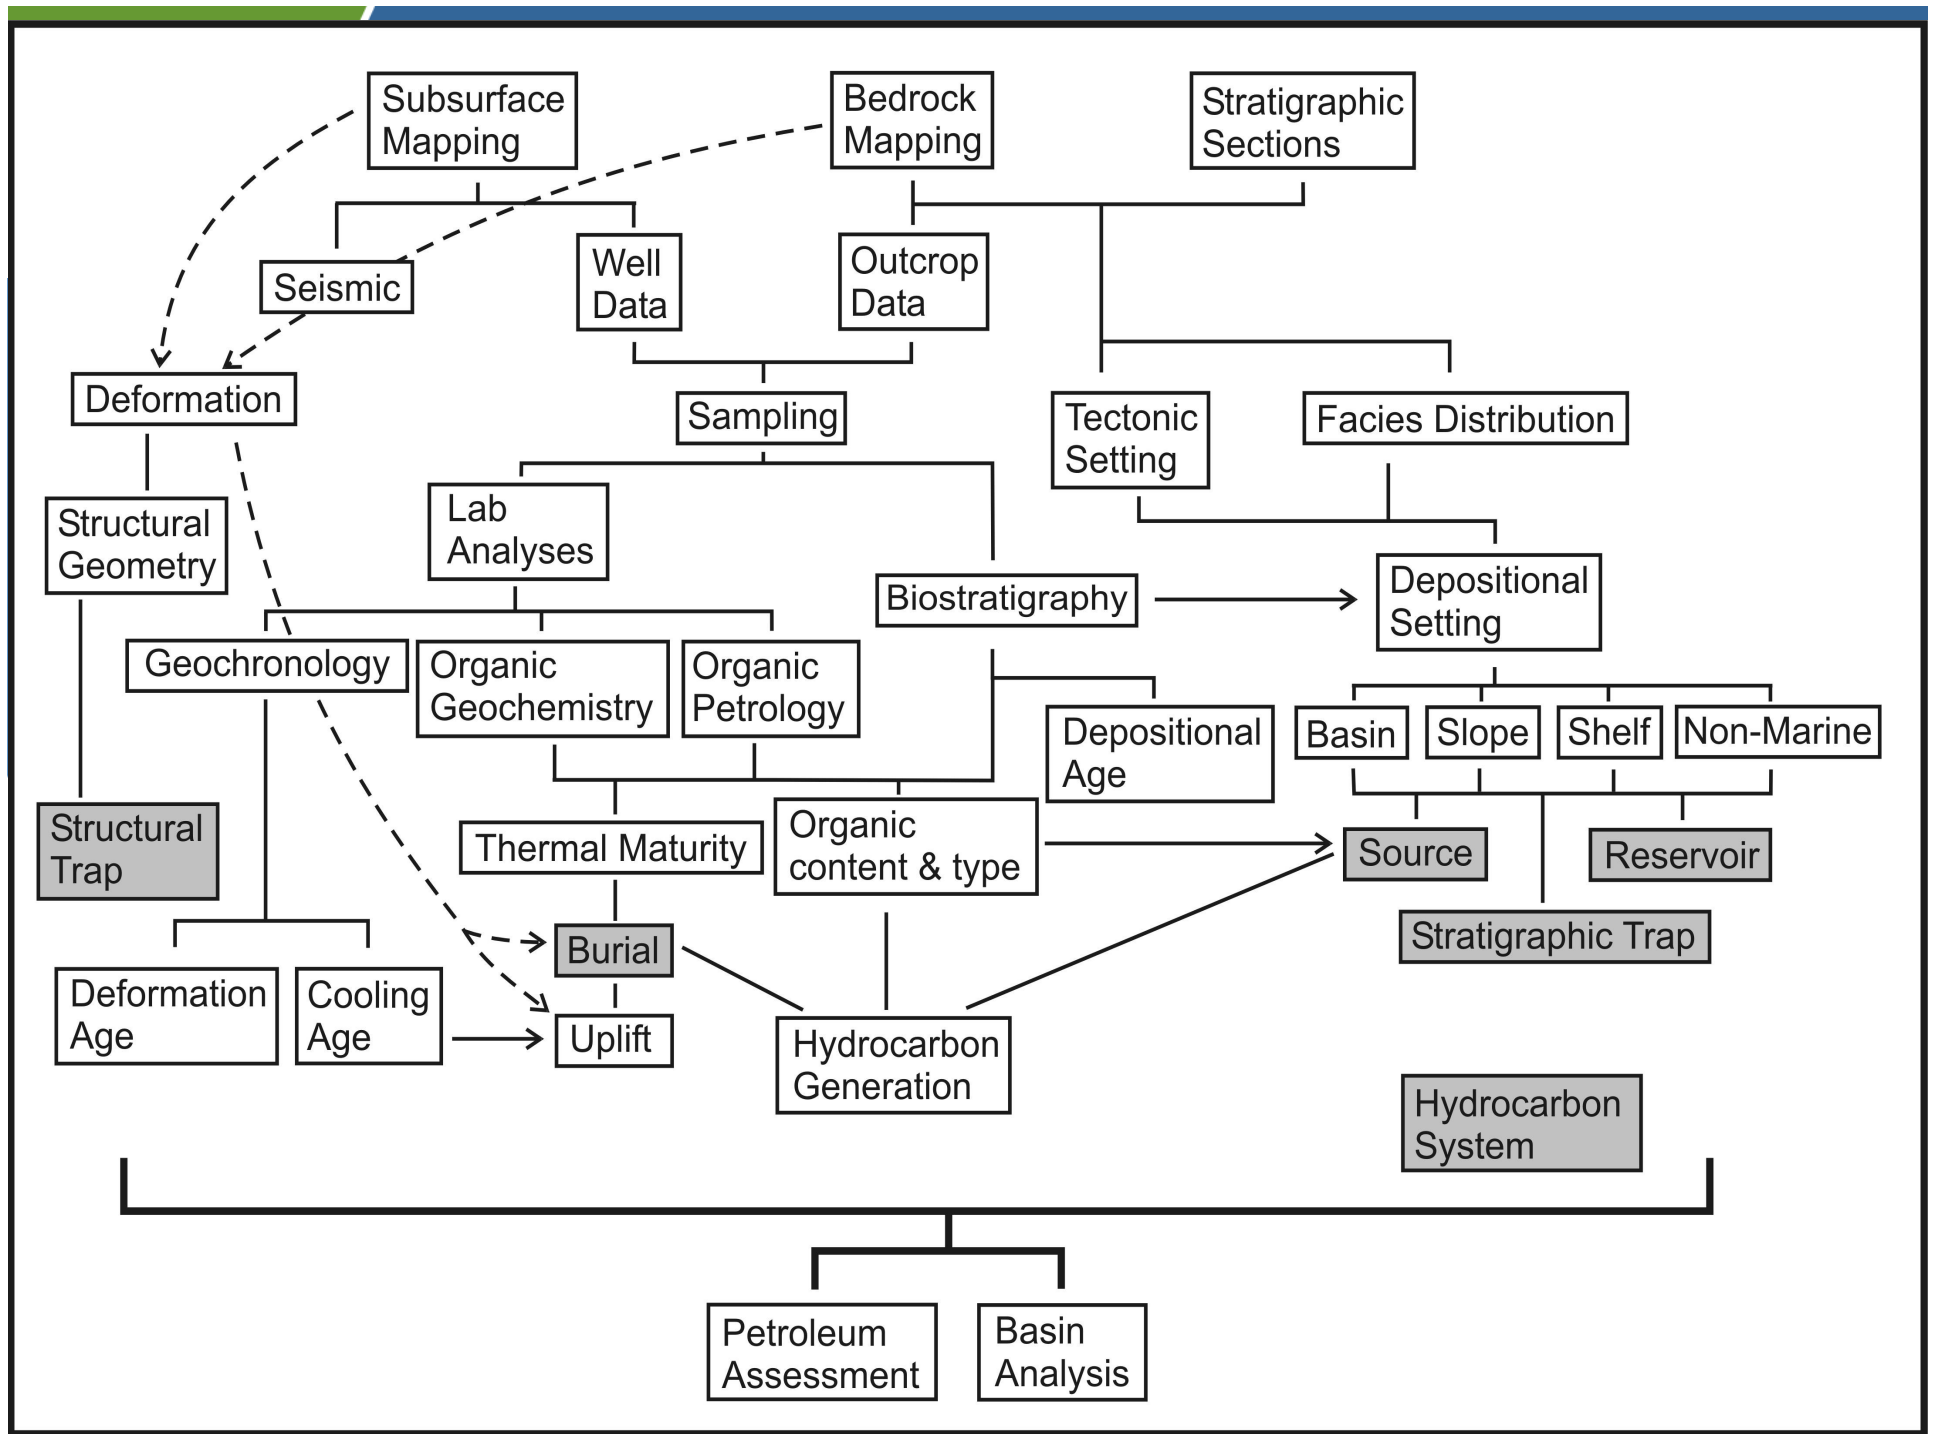 Subsurface
Mapping
Bedrock
Mapping
Stratigraphic
Sections
Seismic
Well
Data
Outcrop
Data
Deformation
Sampling
Tectonic
Setting
Facies Distribution
Structural
Geometry
Lab
Analyses
Biostratigraphy
Depositional
Setting
Geochronology
Organic
Geochemistry
Organic
Petrology
Depositional
Age
Basin
Slope
Shelf
Non-Marine
Structural
Trap
Thermal Maturity
Organic
content & type
Source
Reservoir
Burial
Stratigraphic Trap
Deformation
Age
Cooling
Age
Uplift
Hydrocarbon
Generation
Hydrocarbon
System
Petroleum
Assessment
Basin
Analysis